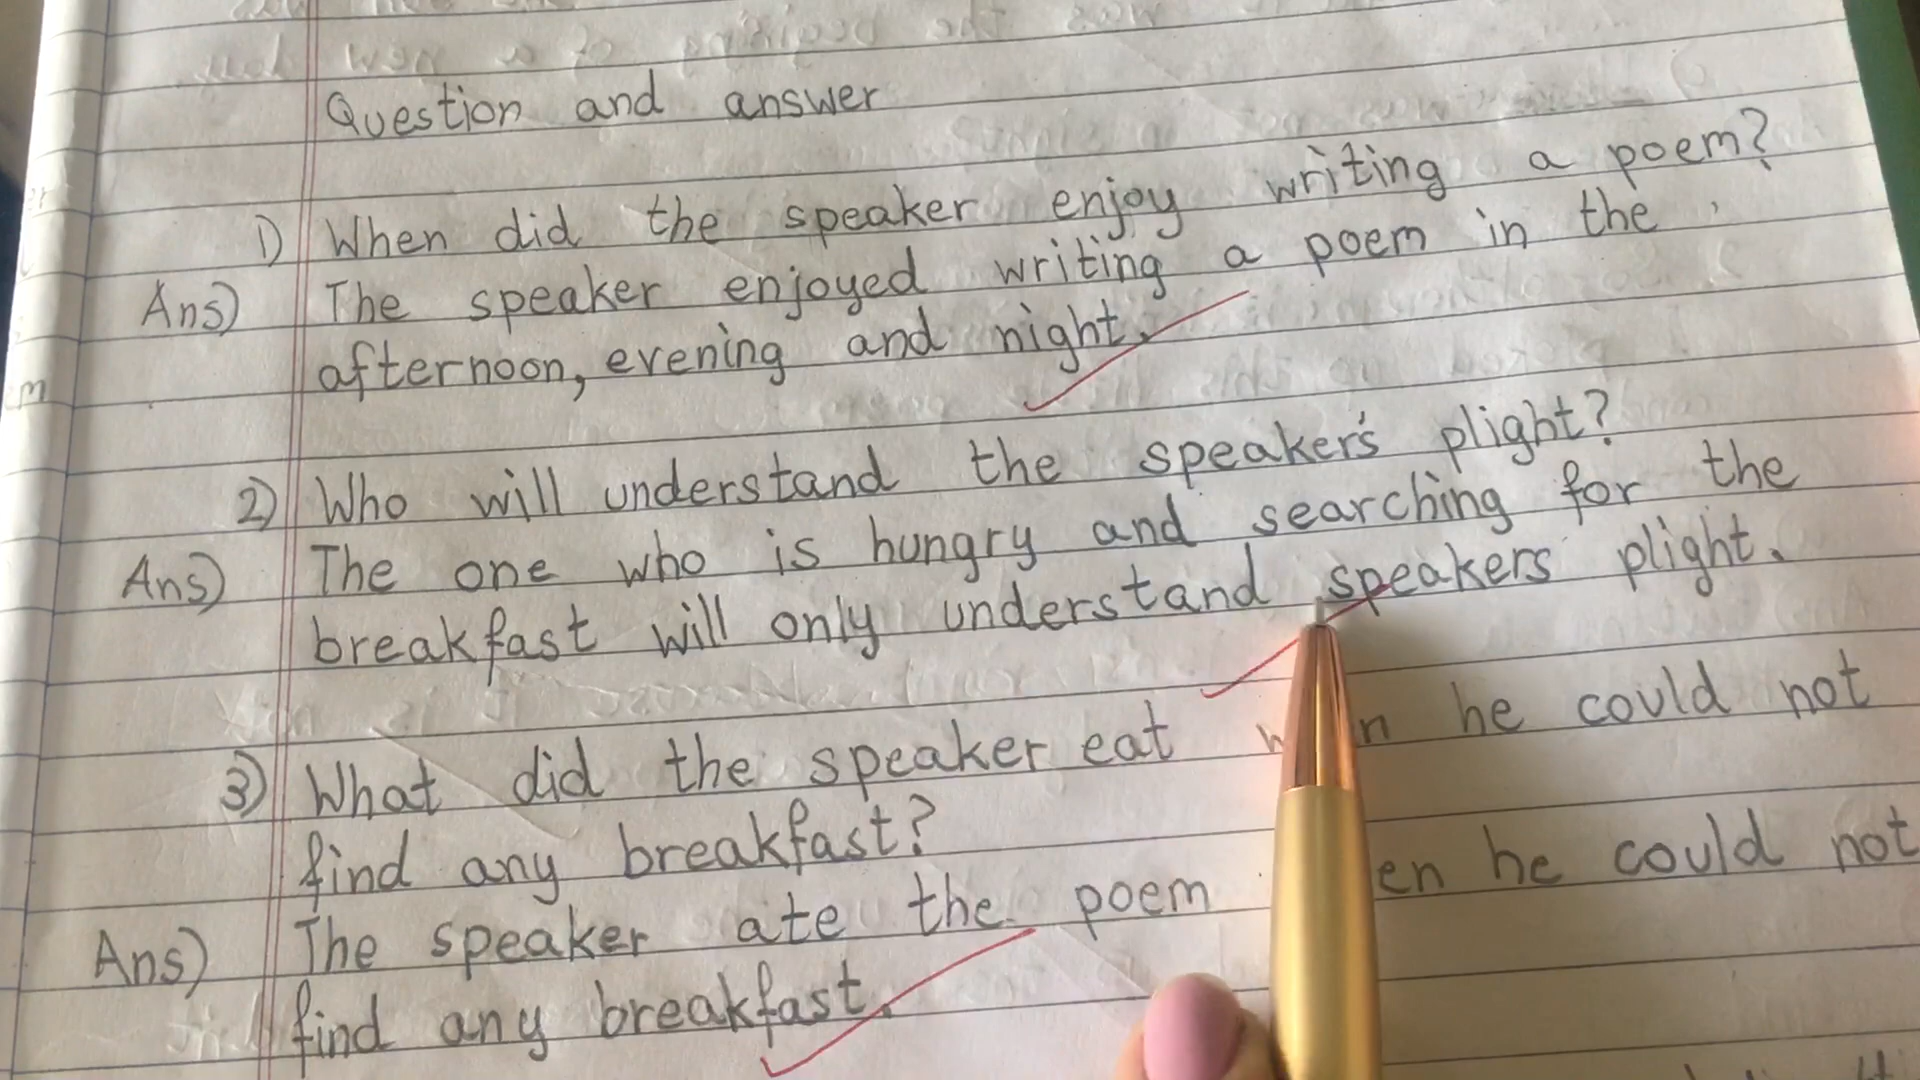 Question and answer
1) When did the speaker enjoy writing a poem?
Ans) The speaker enjoyed writing a poem in the
afternoon, evening and night.
2) Who will understand the speaker's plight?
Ans) The one who is hungry and searching for the
breakfast will only understand speakers plight.
3) What did the speaker eat he could not
find any breakfast?
Ans) The speaker ate the poem he could not
find any breakfast.